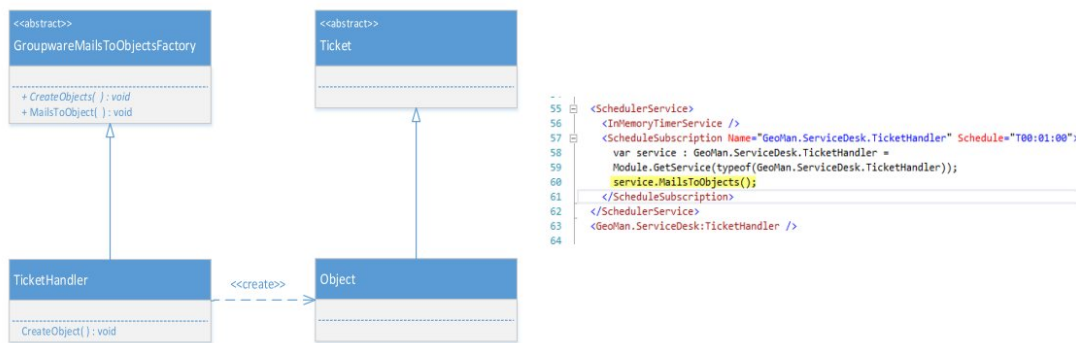 <<abstract>>
GroupwareMailsToObjectsFactory
+ CreateObjects( ) : void
+ MailsToObject( ) : void
<<abstract>>
Ticket
TicketHandler
CreateObject( ) : void
<<create>>
Object
55 <SchedulerService>
56 <InMemoryTimerService />
57 <ScheduleSubscription Name="GeoMan.ServiceDesk.TicketHandler" Schedule="T00:01:00">
58 var service : GeoMan.ServiceDesk.TicketHandler =
59 Module.GetService(typeof(GeoMan.ServiceDesk.TicketHandler));
60 service.MailsToObjects();
61 </ScheduleSubscription>
62 </SchedulerService>
63 <GeoMan.ServiceDesk:TicketHandler />
64